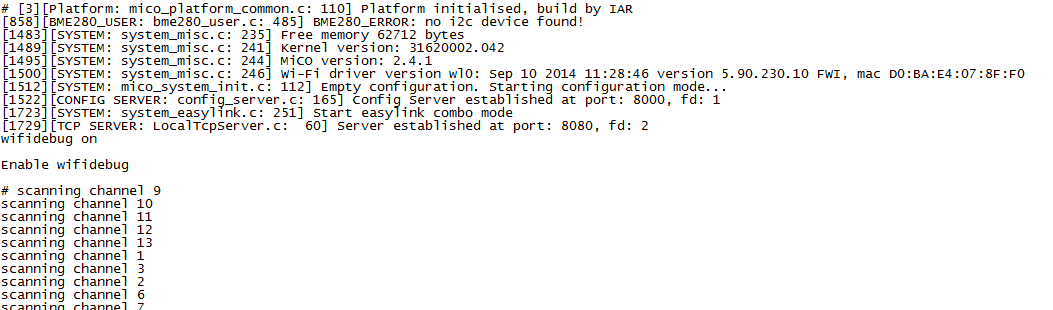 # [3][Platform: mico_platform_common.c: 110] Platform initialised, build by IAR
[858][BME280_USER: bme280_user.c: 485] BME280_ERROR: no i2c device found!
[1483][SYSTEM: system_misc.c: 235] Free memory 62712 bytes
[1489][SYSTEM: system_misc.c: 241] Kernel version: 31620002.042
[1495][SYSTEM: system_misc.c: 244] MiCO version: 2.4.1
[1500][SYSTEM: system_misc.c: 246] Wi-Fi driver version wl0: Sep 10 2014 11:28:46 version 5.90.230.10 FWI, mac D0:BA:E4:07:8F:F0
[1512][SYSTEM: mico_system_init.c: 112] Empty configuration. Starting configuration mode...
[1522][CONFIG SERVER: config_server.c: 165] Config Server established at port: 8000, fd: 1
[1723][SYSTEM: system_easylink.c: 251] Start easylink combo mode
[1729][TCP SERVER: LocalTcpServer.c:  60] Server established at port: 8080, fd: 2
wifidebug on
Enable wifidebug
# scanning channel 9
scanning channel 10
scanning channel 11
scanning channel 12
scanning channel 13
scanning channel 1
scanning channel 3
scanning channel 2
scanning channel 6
scanning channel 7